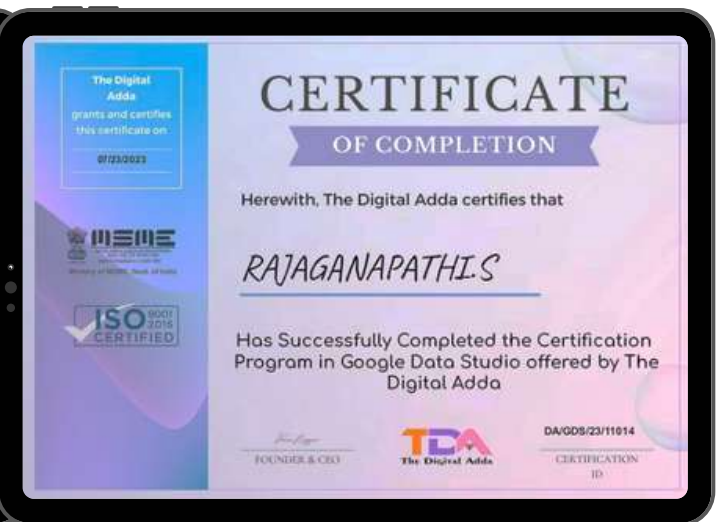 The Digital
Adda
grants and certifies
this certificate on
07/23/2023
MSME
ISO 9001
CERTIFIED
CERTIFICATE
OF COMPLETION
Herewith, The Digital Adda certifies that
RAJAGANAPATHI.S
Has Successfully Completed the Certification
Program in Google Data Studio offered by The
Digital Adda
FOUNDER & CEO
TDA
The Digital Adda
DA/GDS/23/11014
CERTIFICATION
ID